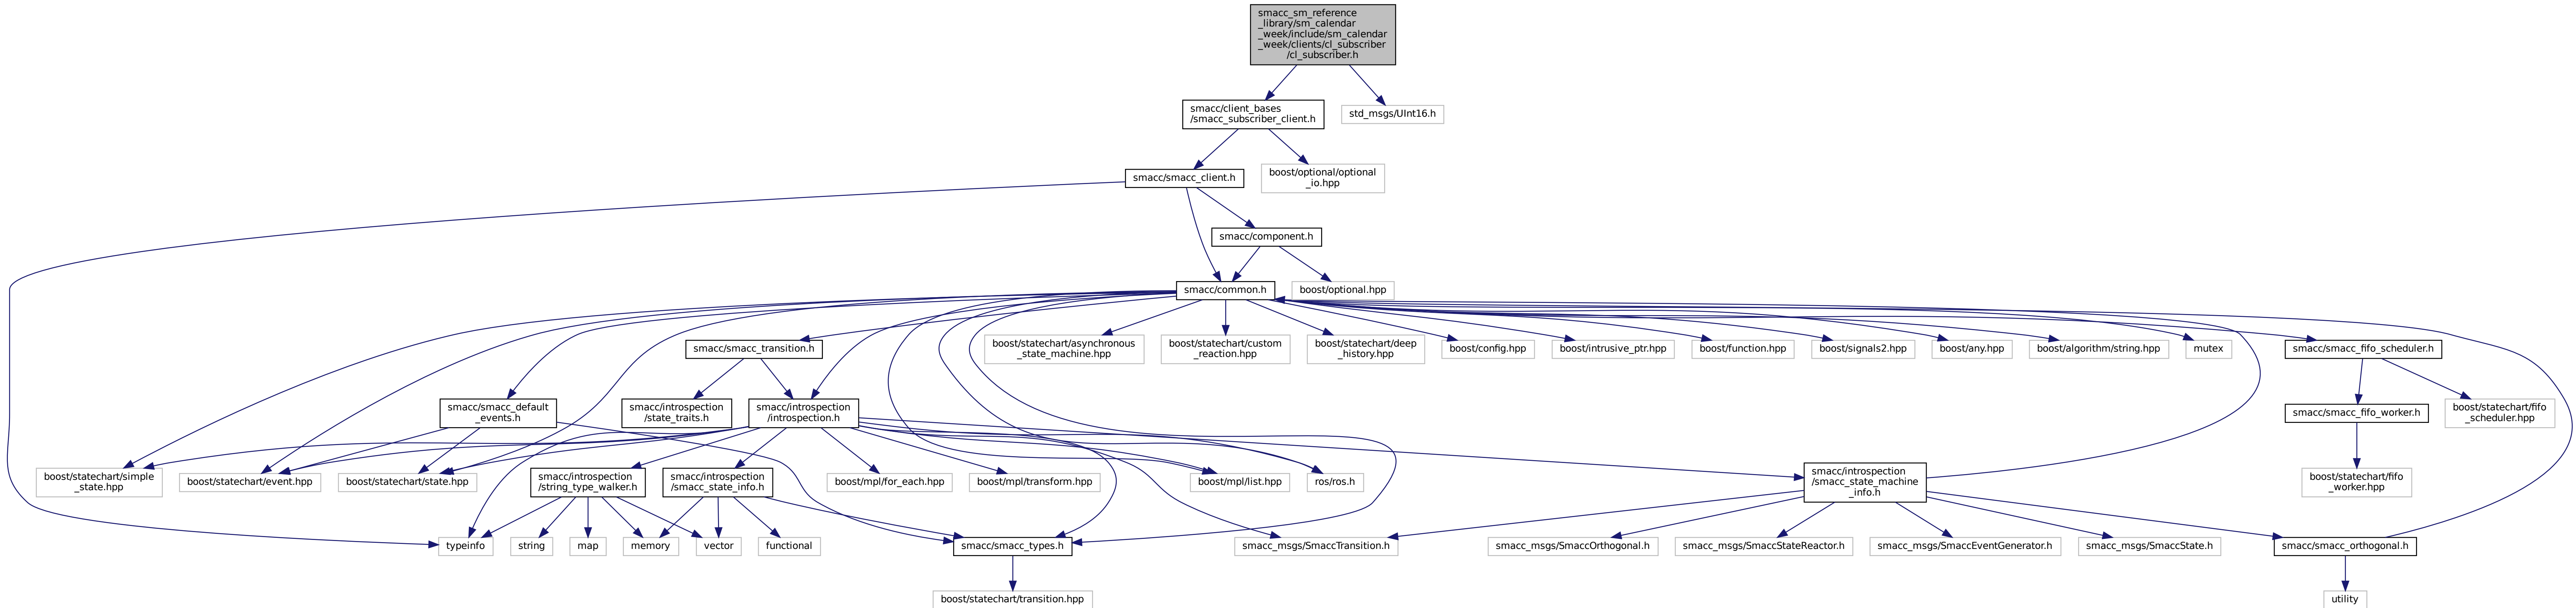 smacc_sm_reference
_library/sm_calendar
_week/include/sm_calendar
_week/clients/cl_subscriber
/cl_subscriber.h
smacc/client_bases
/smacc_subscriber_client.h
std_msgs/UInt16.h
smacc/smacc_client.h
boost/optional/optional
_io.hpp
smacc/component.h
smacc/common.h
boost/optional.hpp
smacc/smacc_transition.h
boost/statechart/asynchronous
_state_machine.hpp
boost/statechart/custom
_reaction.hpp
boost/statechart/deep
_history.hpp
boost/config.hpp
boost/intrusive_ptr.hpp
boost/function.hpp
boost/signals2.hpp
boost/any.hpp
boost/algorithm/string.hpp
mutex
smacc/smacc_fifo_scheduler.h
smacc/smacc_default
_events.h
smacc/introspection
/state_traits.h
smacc/introspection
/introspection.h
smacc/smacc_fifo_worker.h
boost/statechart/fifo
_scheduler.hpp
boost/statechart/simple
_state.hpp
boost/statechart/event.hpp
boost/statechart/state.hpp
smacc/introspection
/string_type_walker.h
smacc/introspection
/smacc_state_info.h
boost/mpl/for_each.hpp
boost/mpl/transform.hpp
boost/mpl/list.hpp
ros/ros.h
smacc/introspection
/smacc_state_machine
_info.h
boost/statechart/fifo
_worker.hpp
typeinfo
string
map
memory
vector
functional
smacc/smacc_types.h
smacc_msgs/SmaccTransition.h
smacc_msgs/SmaccOrthogonal.h
smacc_msgs/SmaccStateReactor.h
smacc_msgs/SmaccEventGenerator.h
smacc_msgs/SmaccState.h
smacc/smacc_orthogonal.h
boost/statechart/transition.hpp
utility